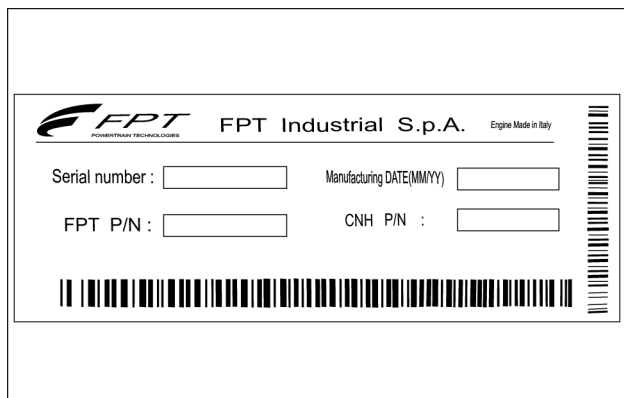 FPT
POWERTRAIN TECHNOLOGIES
FPT Industrial S.p.A.
Engine Made in Italy
Serial number :
Manufacturing DATE(MM/YY)
FPT P/N :
CNH P/N :